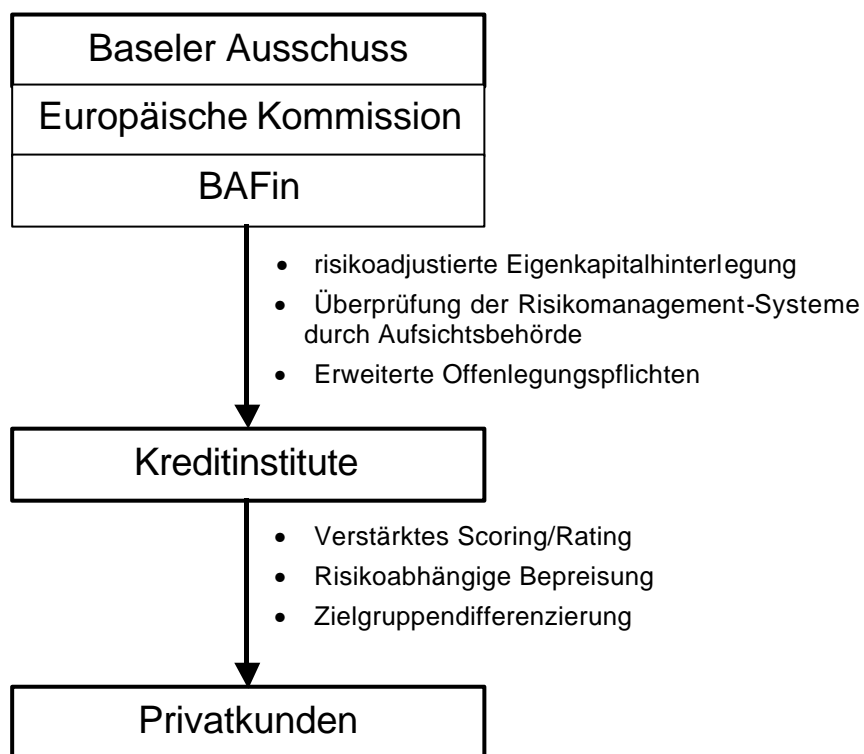 Baseler Ausschuss
Europäische Kommission
BAFin
• risikoadjustierte Eigenkapitalhinterlegung
• Überprüfung der Risikomanagement-Systeme
durch Aufsichtsbehörde
• Erweiterte Offenlegungspflichten
Kreditinstitute
• Verstärktes Scoring/Rating
• Risikoabhängige Bepreisung
• Zielgruppendifferenzierung
Privatkunden